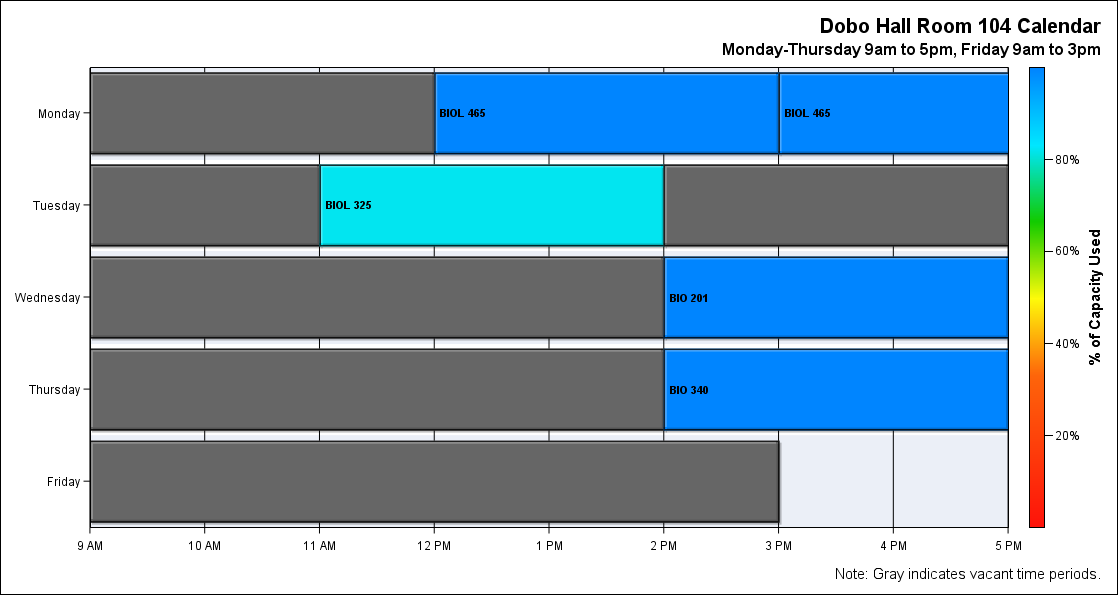 Dobo Hall Room 104 Calendar
Monday-Thursday 9am to 5pm, Friday 9am to 3pm
Monday
BIOL 465
BIOL 465
Tuesday
BIOL 325
Wednesday
BIO 201
Thursday
BIO 340
Friday
9 AM
10 AM
11 AM
12 PM
1 PM
2 PM
3 PM
4 PM
5 PM
80%
60%
40%
20%
% of Capacity Used
Note: Gray indicates vacant time periods.